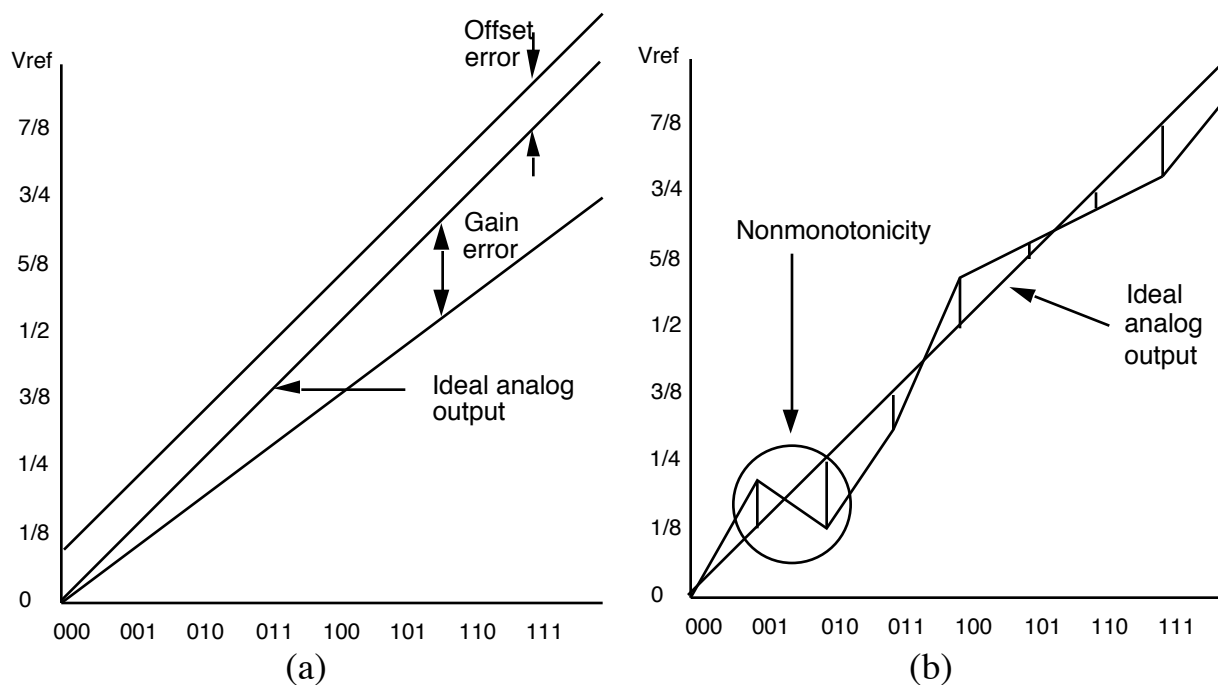 Offset
error
Vref
7/8
3/4
5/8
1/2
3/8
1/4
1/8
0
Gain
error
Ideal analog
output
000 001 010 011 100 101 110 111
(a)
Vref
7/8
3/4
5/8
1/2
3/8
1/4
1/8
0
Nonmonotonicity
Ideal
analog
output
000 001 010 011 100 101 110 111
(b)